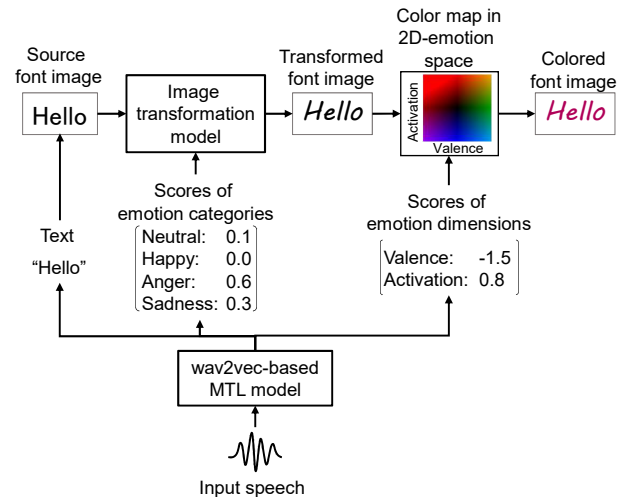 Source
font image
Hello
Image
transformation
model
Transformed
font image
Hello
Color map in
2D-emotion
space
Activation
Valence
Colored
font image
Hello
Text
“Hello”
Scores of
emotion categories
Neutral: 0.1
Happy: 0.0
Anger: 0.6
Sadness: 0.3
Scores of
emotion dimensions
Valence: -1.5
Activation: 0.8
wav2vec-based
MTL model
Input speech